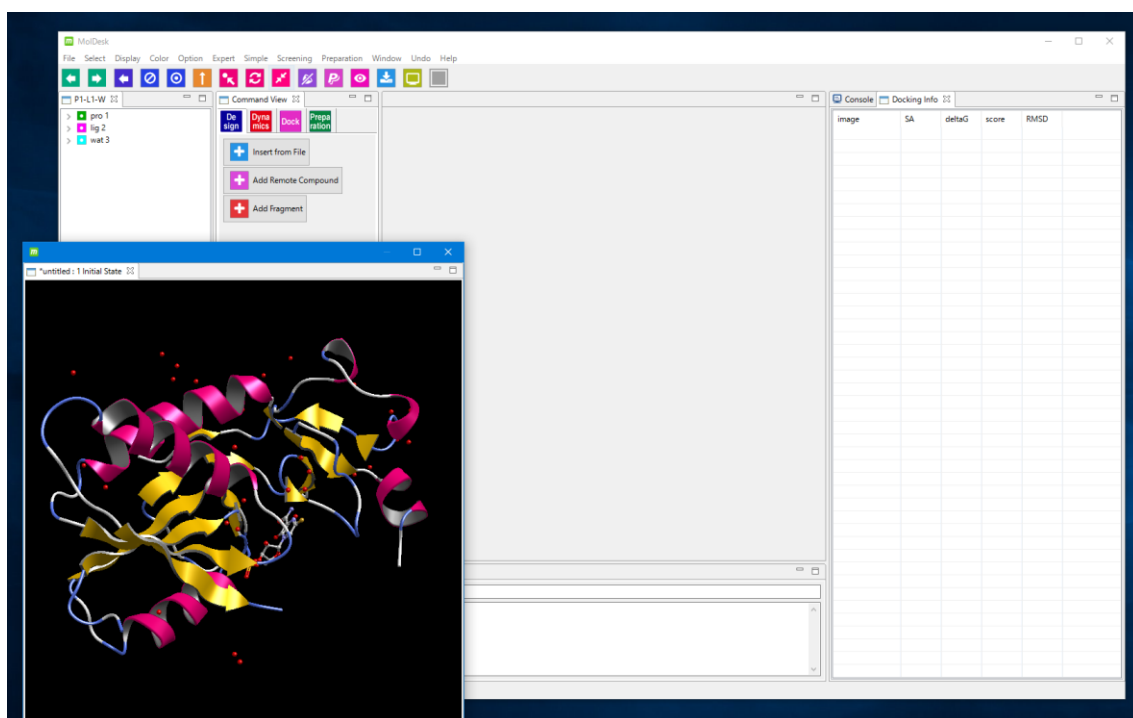 MolDesk
File Select Display Color Option Expert Simple Screening Preparation Window Undo Help
P1-L1-W
Command View
Console
Docking Info
pro 1
lig 2
wat 3
De
sign
Dyna
mics
Dock
Prepa
ration
Insert from File
Add Remote Compound
Add Fragment
image SA deltaG score RMSD
*untitled : 1 Initial State